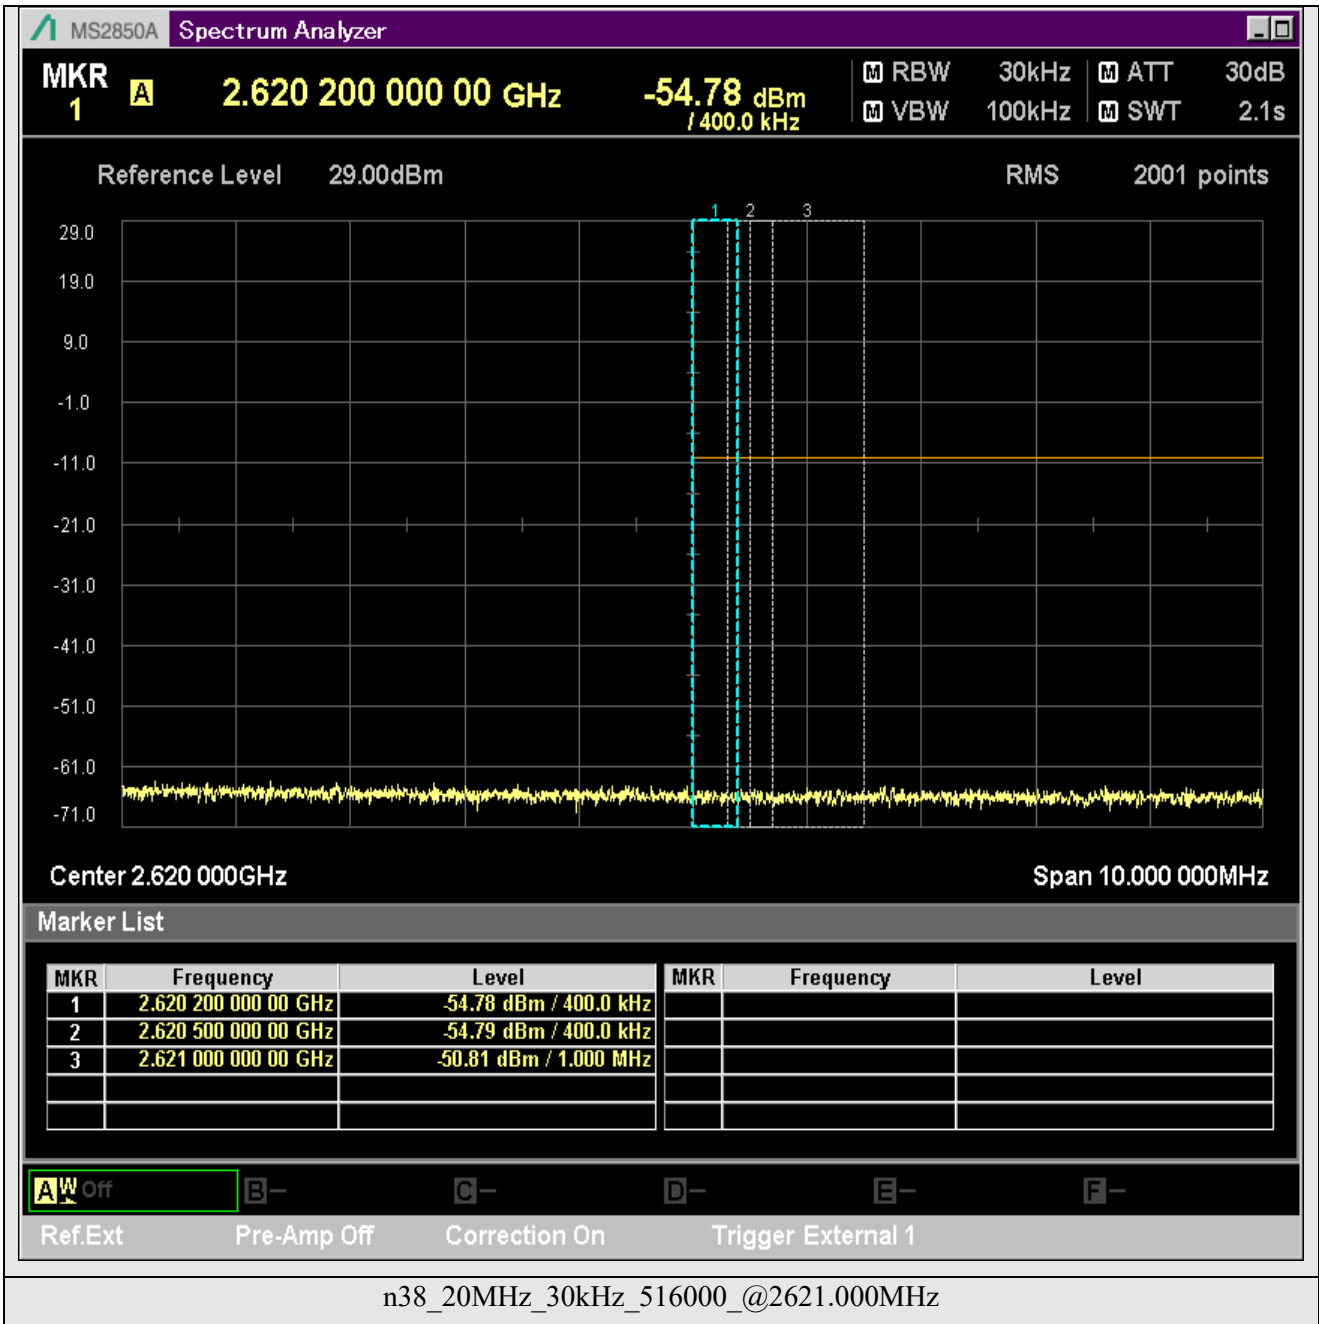 MS2850A Spectrum Analyzer
MKR 1 A 2.620 200 000 00 GHz -54.78 dBm / 400.0 kHz
M RBW 30kHz M ATT 30dB
M VBW 100kHz M SWT 2.1s
Reference Level 29.00dBm RMS 2001 points
1 2 3
29.0
19.0
9.0
-1.0
-11.0
-21.0
-31.0
-41.0
-51.0
-61.0
-71.0
Center 2.620 000GHz Span 10.000 000MHz
Marker List
MKR Frequency Level MKR Frequency Level
1 2.620 200 000 00 GHz -54.78 dBm / 400.0 kHz
2 2.620 500 000 00 GHz -54.79 dBm / 400.0 kHz
3 2.621 000 000 00 GHz -50.81 dBm / 1.000 MHz
A W Off B- C- D- E- F-
Ref.Ext Pre-Amp Off Correction On Trigger External 1
n38_20MHz_30kHz_516000_@2621.000MHz